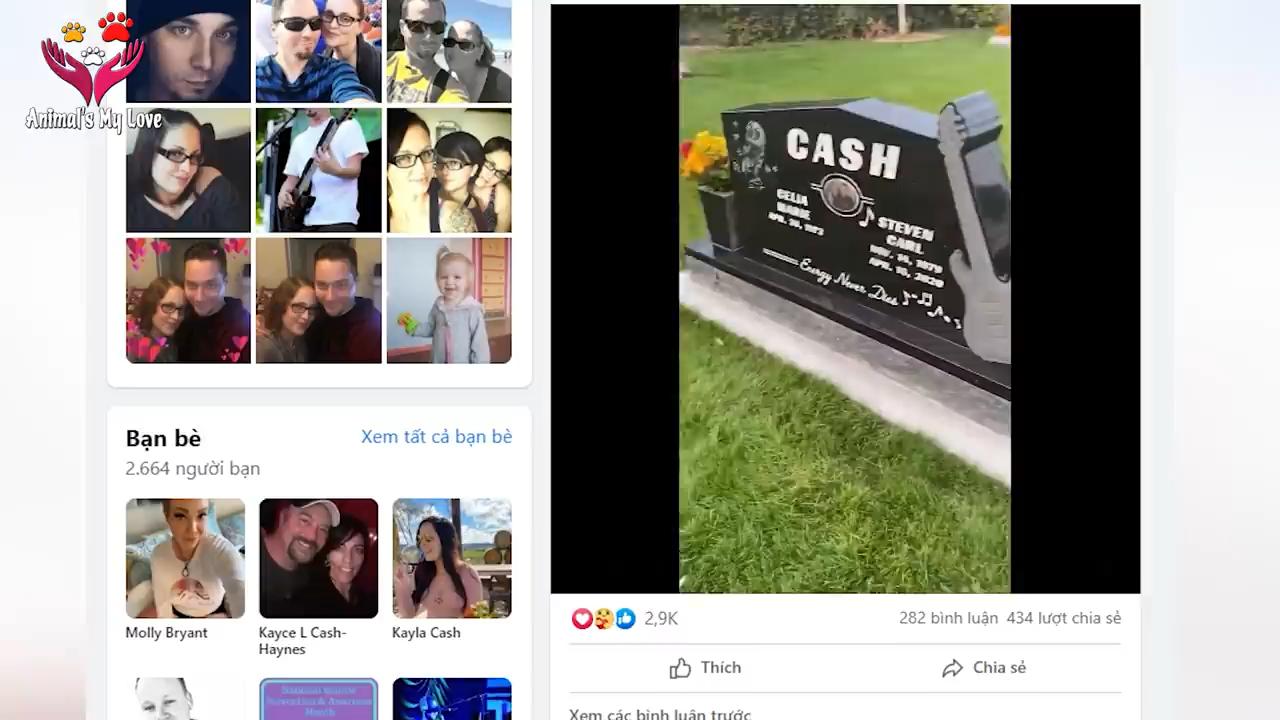 Animal's My Love
CASH
CELIA
MARIE
STEVEN
CARL
Energy Never Dies
Bạn bè
Xem tất cả bạn bè
2.664 người bạn
Molly Bryant
Kayce L Cash-
Haynes
Kayla Cash
2,9K
282 bình luận 434 lượt chia sẻ
Thích
Chia sẻ
Xem các bình luận trước